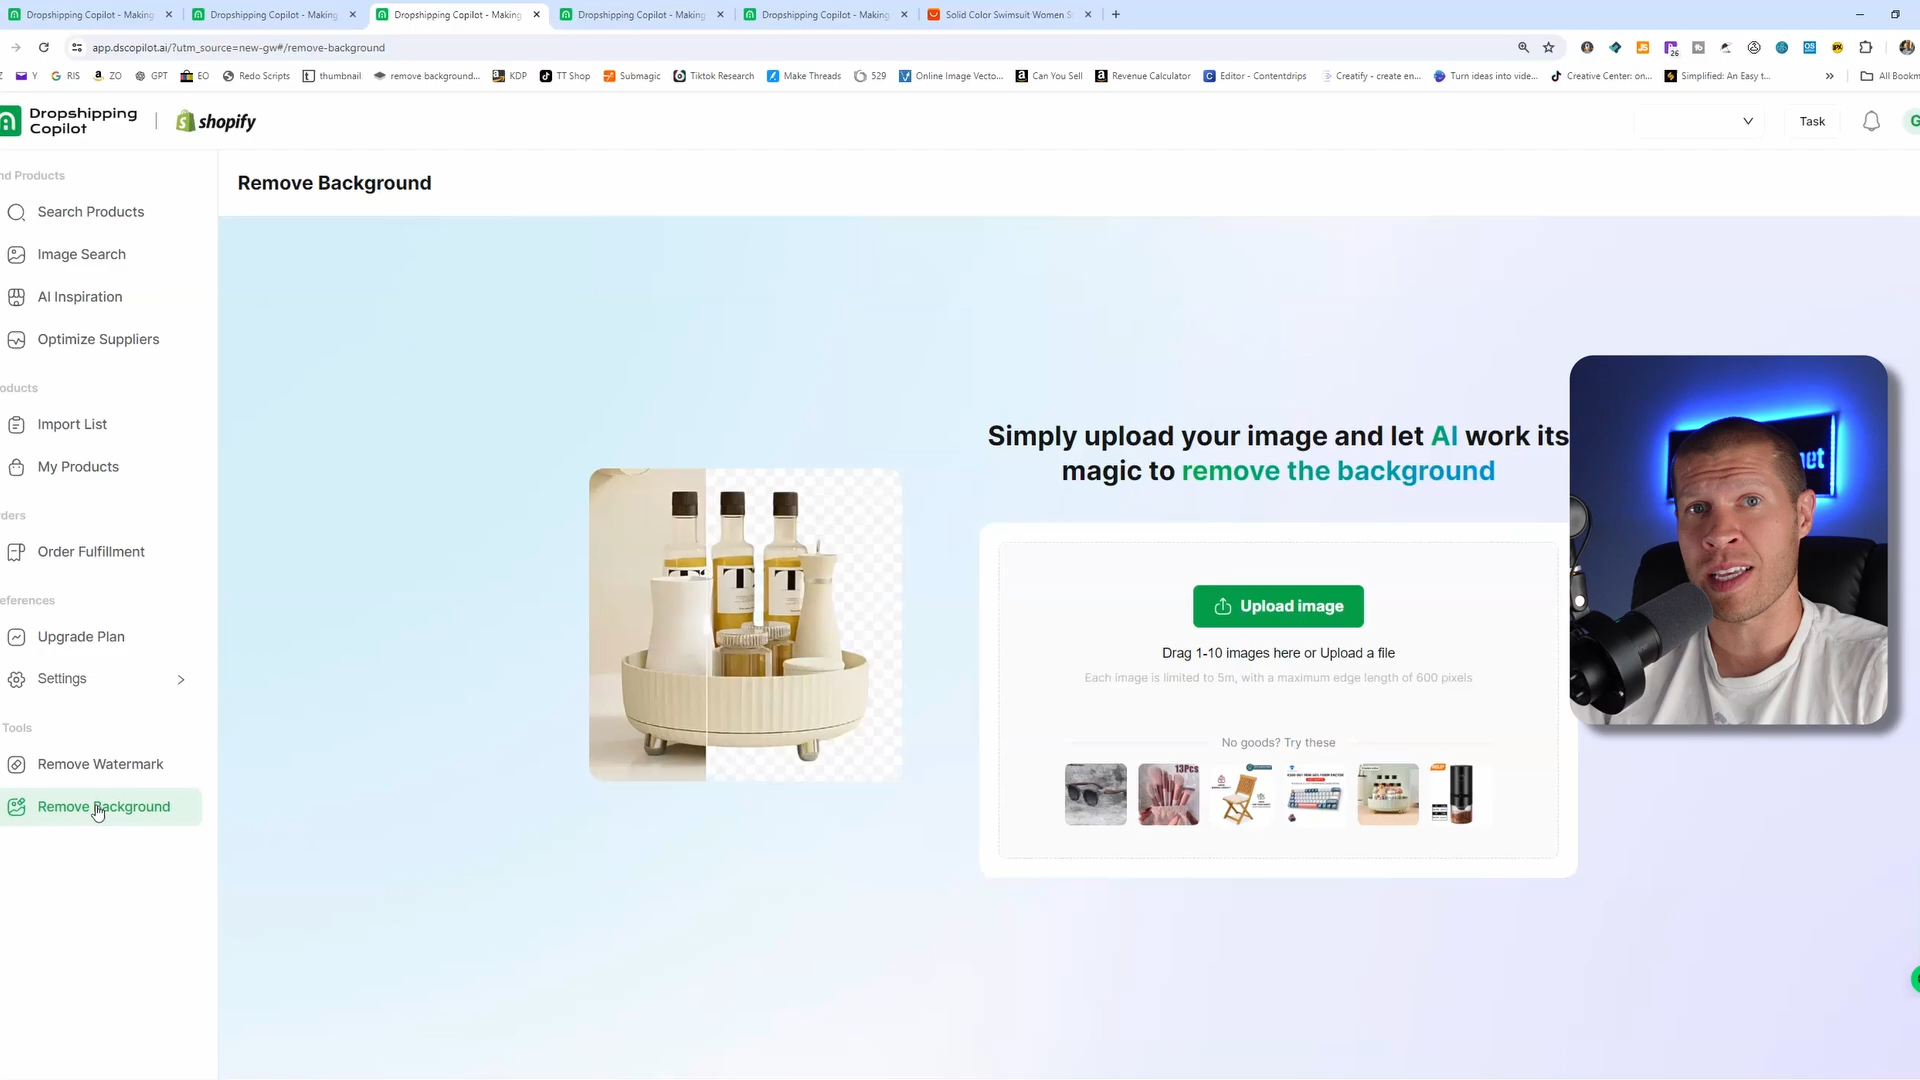 Dropshipping Copilot - Making
Dropshipping Copilot - Making
Dropshipping Copilot - Making
Dropshipping Copilot - Making
Dropshipping Copilot - Making
Solid Color Swimsuit Women S
app.dscopilot.ai/?utm_source=new-gw#/remove-background
26
Z
Y
RIS
ZO
GPT
EO
Redo Scripts
thumbnail
remove background...
KDP
TT Shop
Submagic
Tiktok Research
Make Threads
529
Online Image Vecto...
Can You Sell
Revenue Calculator
Editor - Contentdrips
Creatify - create en...
Turn ideas into vide...
Creative Center: on...
Simplified: An Easy t...
All Bookm
Dropshipping
Copilot
shopify
Task
G
nd Products
Search Products
Image Search
AI Inspiration
Optimize Suppliers
oducts
Import List
My Products
ders
Order Fulfillment
eferences
Upgrade Plan
Settings
Tools
Remove Watermark
Remove Background
Remove Background
Simply upload your image and let AI work its
magic to remove the background
Upload image
Drag 1-10 images here or Upload a file
Each image is limited to 5m, with a maximum edge length of 600 pixels
No goods? Try these
13Pcs
net